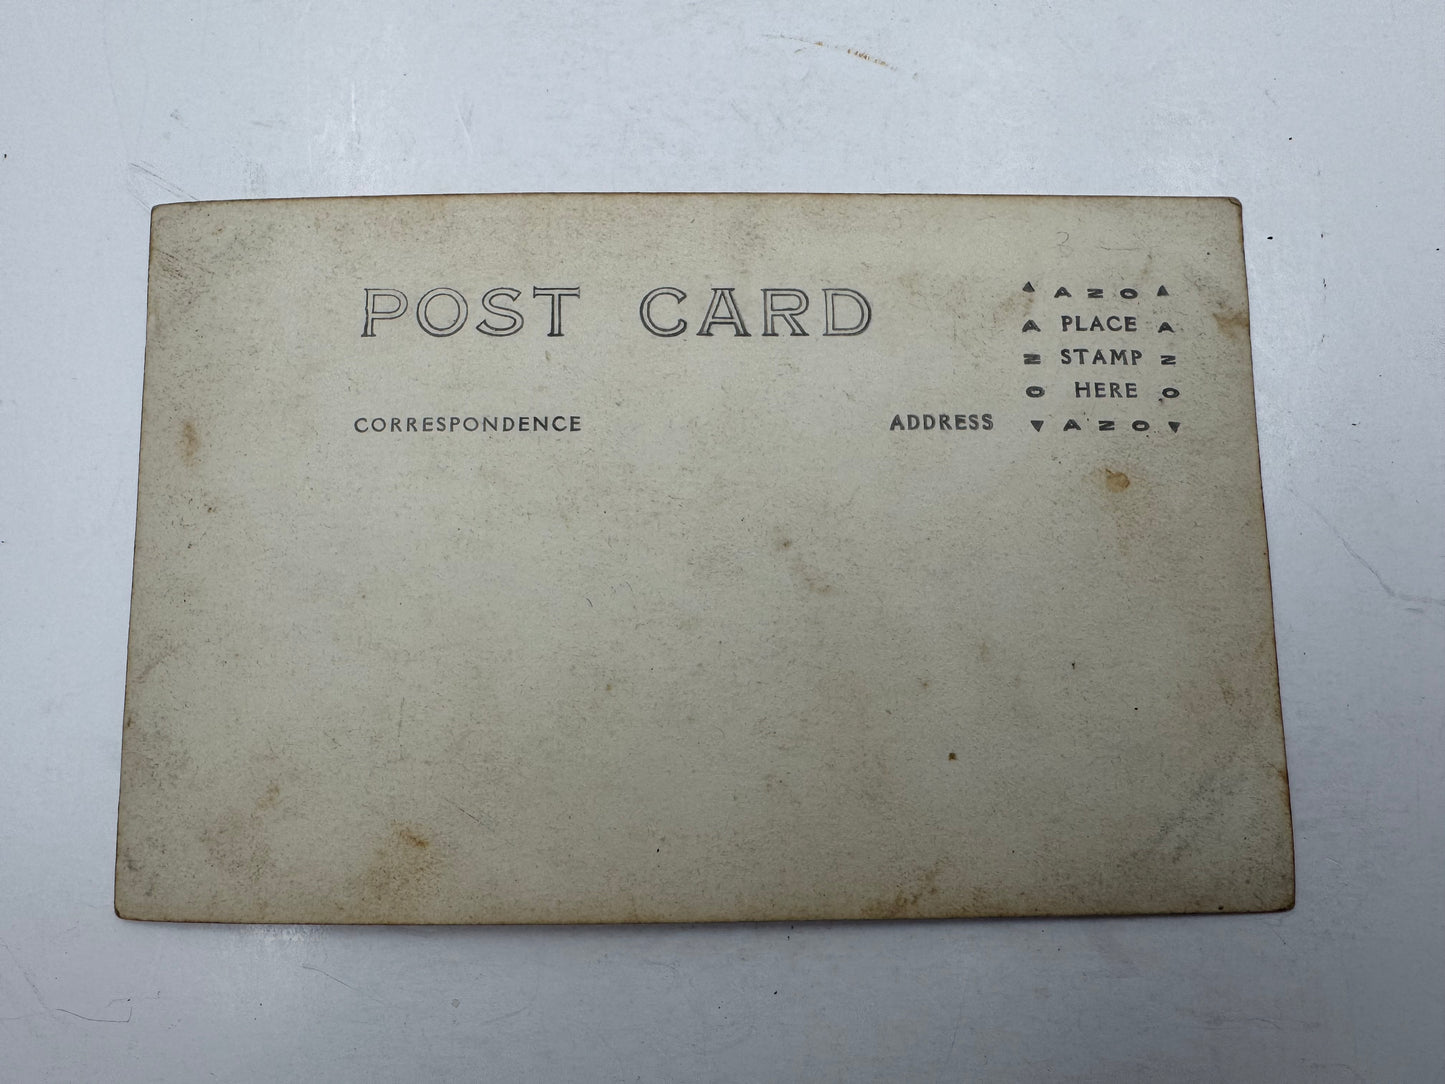 POST CARD
CORRESPONDENCE
ADDRESS
▲ AZO ▲
A PLACE A
Z STAMP Z
O HERE O
▼ AZO ▼